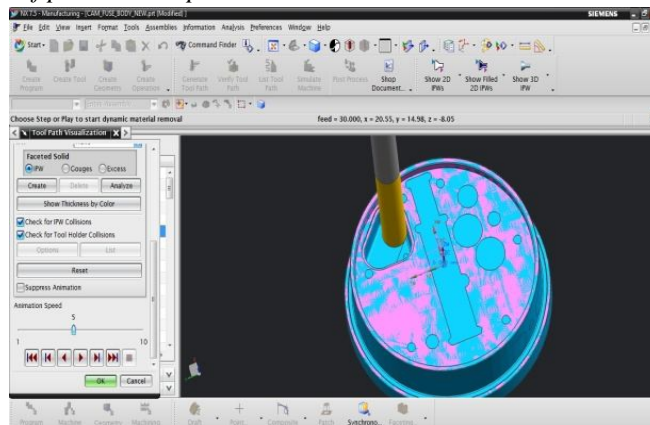 NX 7.5 - Manufacturing - [CAM_FUSE_BODY_NEW.prt (Modified) ]
SIEMENS
File Edit View Insert Format Tools Assemblies Information Analysis Preferences Window Help
Start Command Finder
Create Program Create Tool Create Geometry Create Operation Generate Tool Path Verify Tool Path List Tool Path Simulate Machine Post Process Shop Document... Show 2D IPWs Show Filled 2D IPWs Show 3D IPW
Choose Step or Play to start dynamic material removal
feed = 30.000, x = 20.55, y = 14.98, z = -8.05
Tool Path Visualization
Faceted Solid
IPW Gouges Excess
Create Delete Analyze
Show Thickness by Color
Check for IPW Collisions
Check for Tool Holder Collisions
Options List
Reset
Suppress Animation
Animation Speed
5
1 10
OK Cancel
Program Machine Geometry Machining Draft Point... Composite Patch Synchrono...